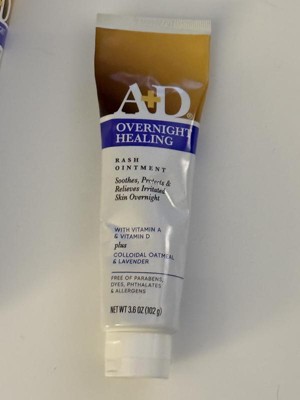 A+D®
OVERNIGHT
HEALING
RASH
OINTMENT
Soothes, Protects &
Relieves Irritated
Skin Overnight
WITH VITAMIN A
& VITAMIN D
plus
COLLOIDAL OATMEAL
& LAVENDER
FREE OF PARABENS,
DYES, PHTHALATES
& ALLERGENS
NET WT 3.6 OZ (102 g)